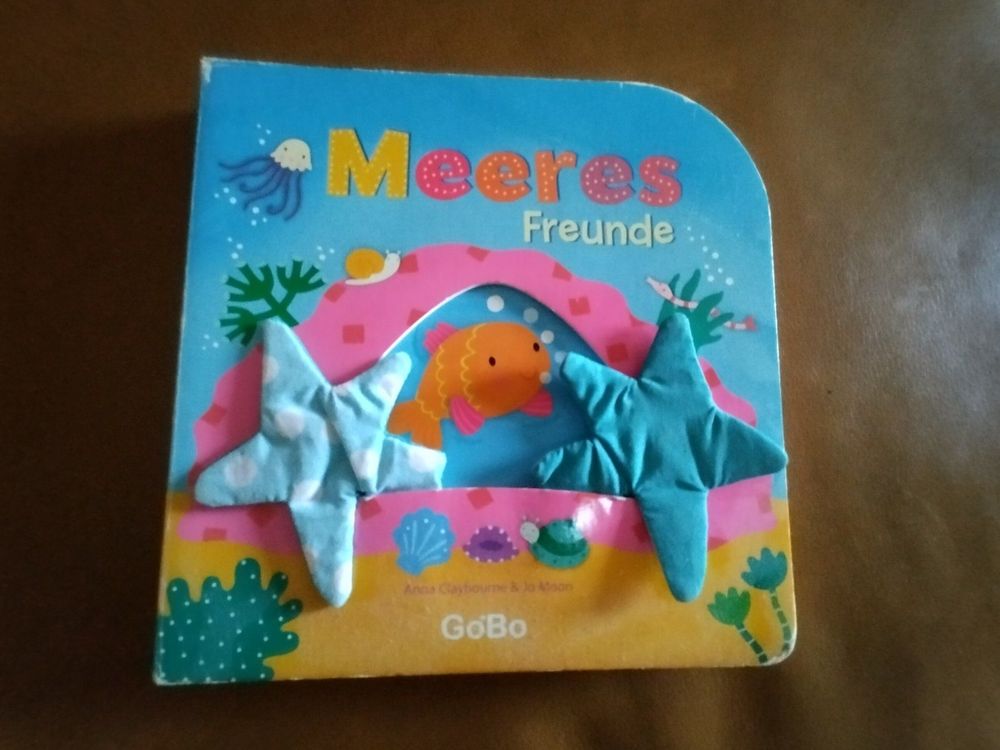 Meeres
Freunde
Anna Claybourne & Jo Moon
GoBo